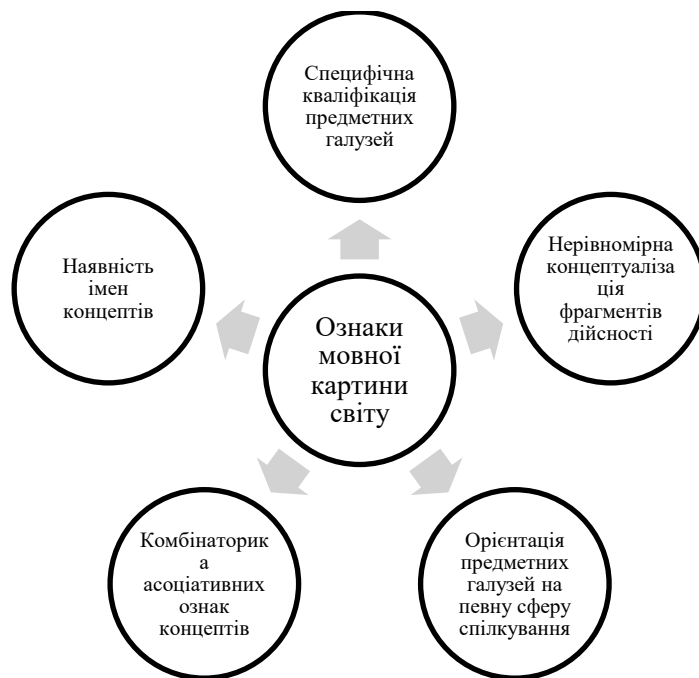 Специфічна
кваліфікація
предметних
галузей
Наявність
імен
концептів
Нерівномірна
концептуаліза
ція
фрагментів
дійсності
Ознаки
мовної
картини
світу
Комбінаторик
а
асоціативних
ознак
концептів
Орієнтація
предметних
галузей на
певну сферу
спілкування